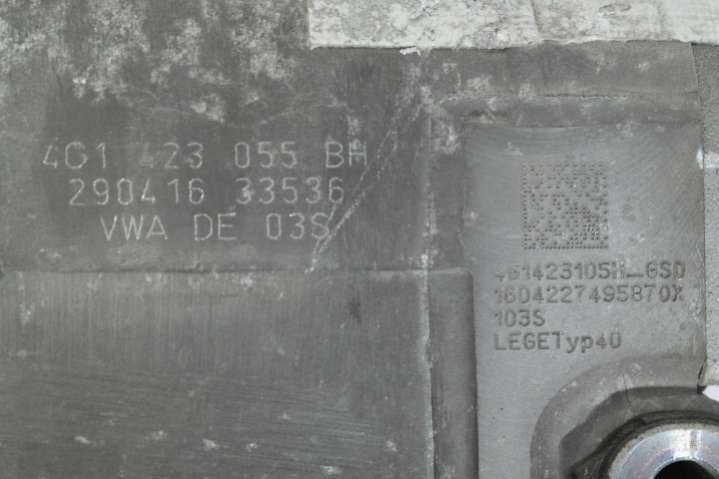 4G1 423 055 BH
290416 33536
VWA DE 03S
4G1423105H_GSD
1604227495870X
103S
LEGETyp40